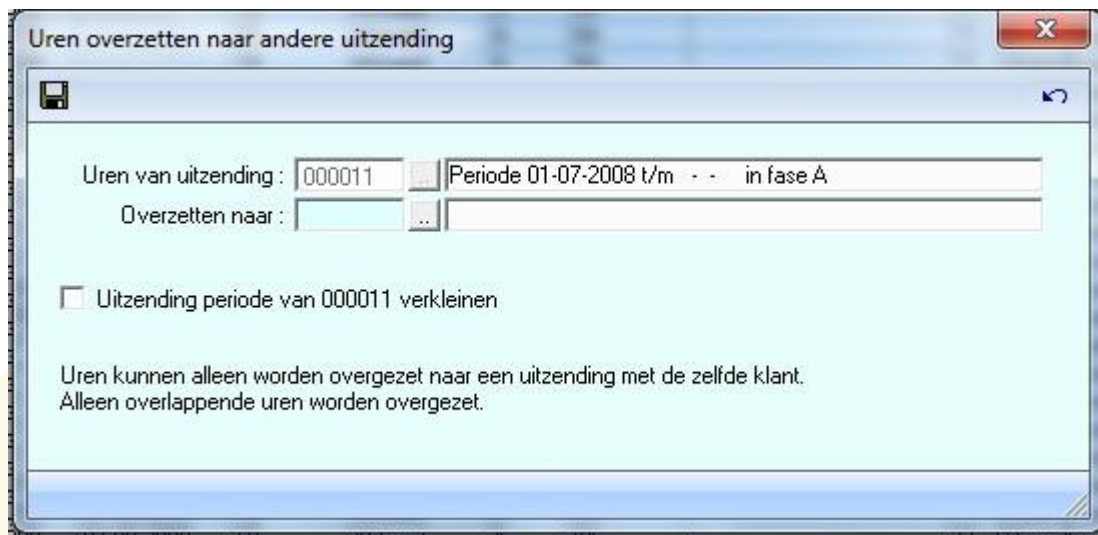 Uren overzetten naar andere uitzending
Uren van uitzending : 000011 .. Periode 01-07-2008 t/m - - in fase A
Overzetten naar : ..
Uitzending periode van 000011 verkleinen
Uren kunnen alleen worden overgezet naar een uitzending met de zelfde klant.
Alleen overlappende uren worden overgezet.